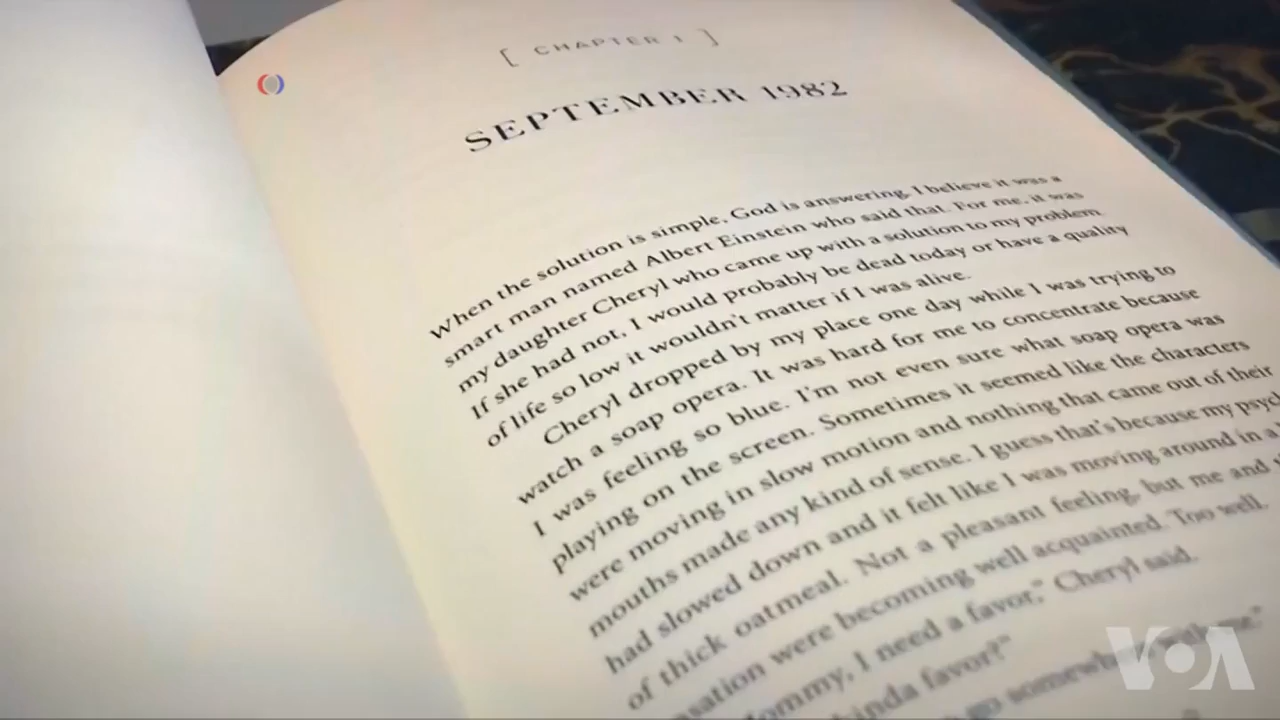 [ CHAPTER 1 ]
SEPTEMBER 1982
When the solution is simple, God is answering. I believe it was a
smart man named Albert Einstein who said that. For me, it was
my daughter Cheryl who came up with a solution to my problem.
If she had not, I would probably be dead today or have a quality
of life so low it wouldn't matter if I was alive.
Cheryl dropped by my place one day while I was trying to
watch a soap opera. It was hard for me to concentrate because
I was feeling so blue. I'm not even sure what soap opera was
playing on the screen. Sometimes it seemed like the characters
were moving in slow motion and nothing that came out of their
mouths made any kind of sense. I guess that's because my psyc
had slowed down and it felt like I was moving around in a
of thick oatmeal. Not a pleasant feeling, but me and
sation were becoming well acquainted. Too well.
ommy, I need a favor," Cheryl said.
kinda favor?"
go somewhere with me."
VOA